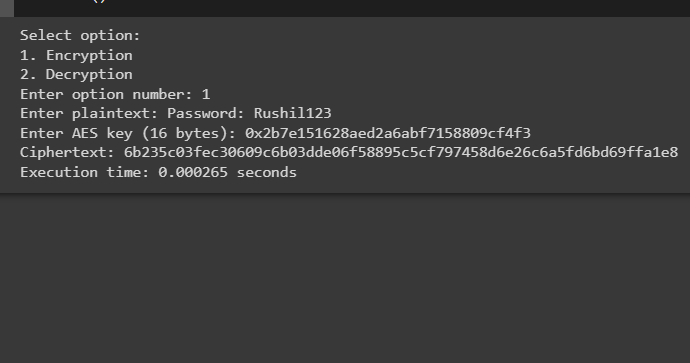 ()
Select option:
1. Encryption
2. Decryption
Enter option number: 1
Enter plaintext: Password: Rushil123
Enter AES key (16 bytes): 0x2b7e151628aed2a6abf7158809cf4f3
Ciphertext: 6b235c03fec30609c6b03dde06f58895c5cf797458d6e26c6a5fd6bd69ffa1e8
Execution time: 0.000265 seconds